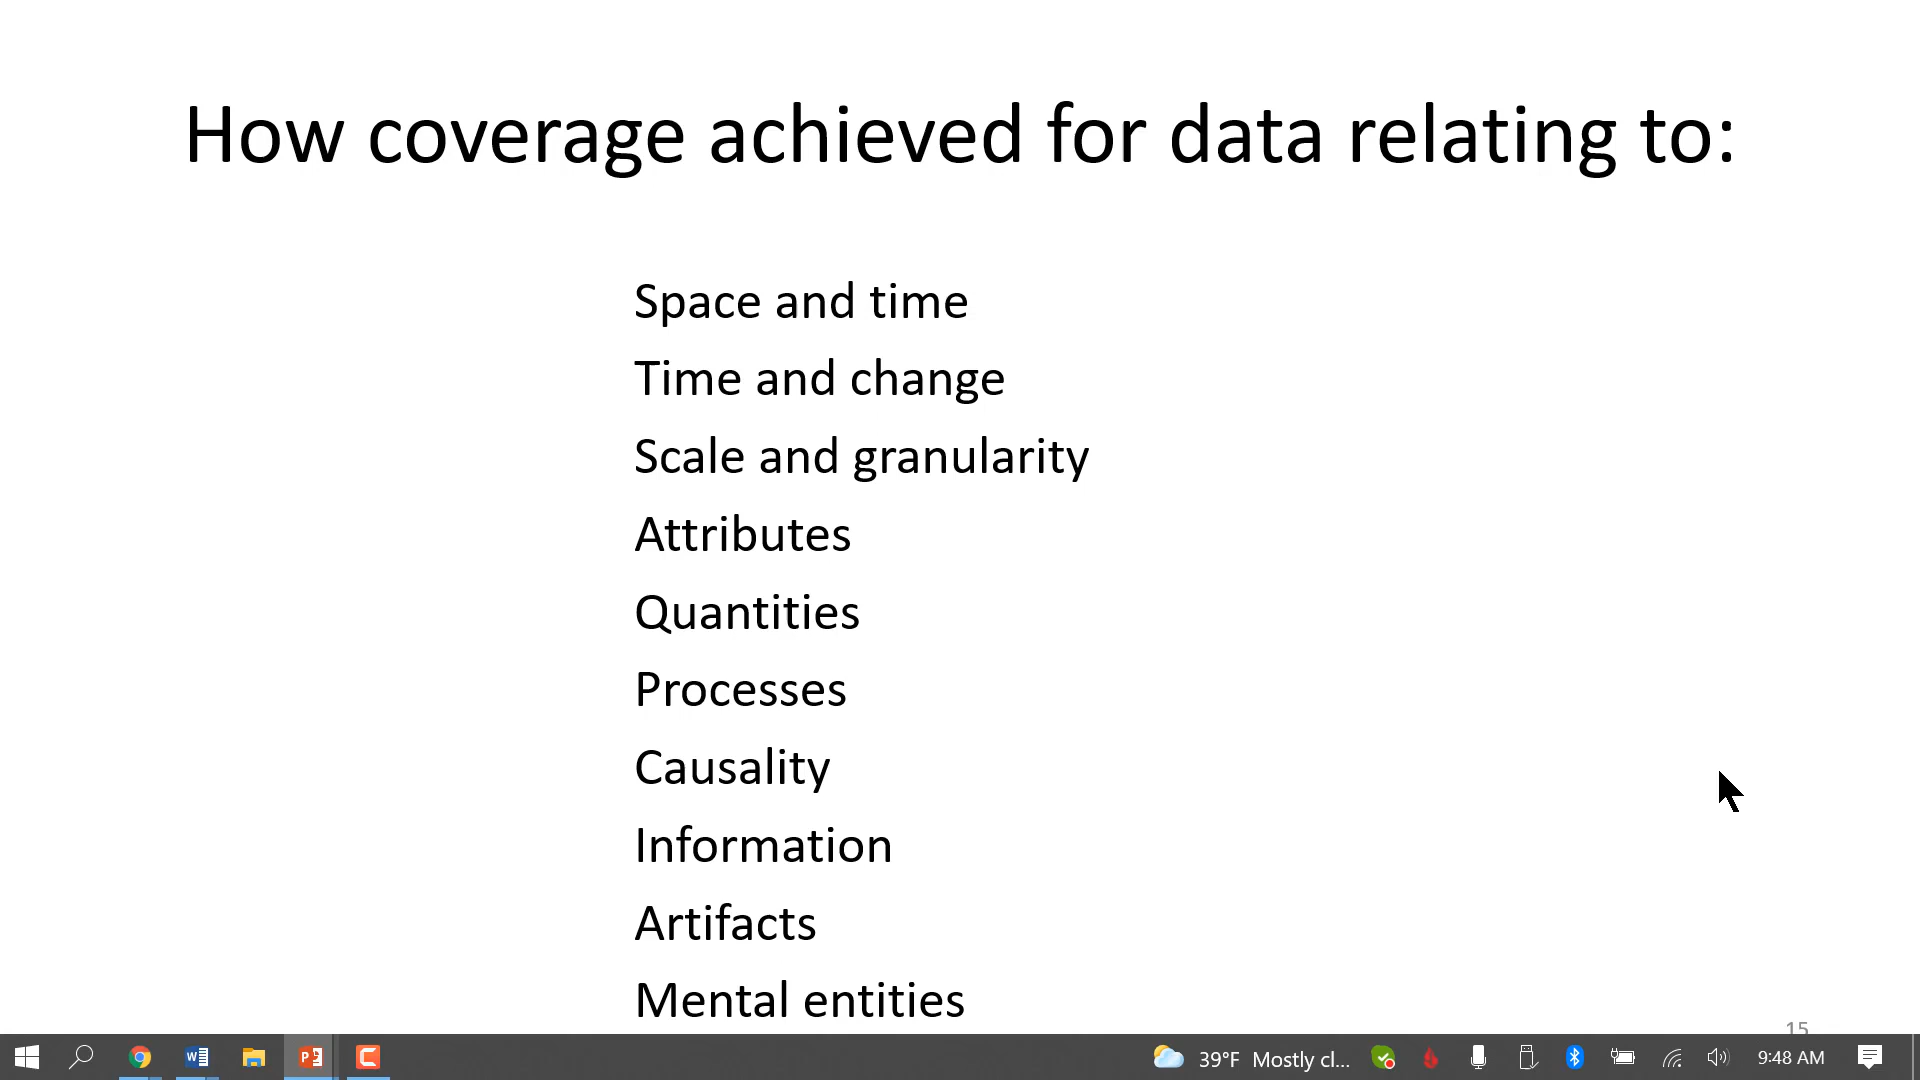 How coverage achieved for data relating to:
Space and time
Time and change
Scale and granularity
Attributes
Quantities
Processes
Causality
Information
Artifacts
Mental entities
15
39°F Mostly cl...
9:48 AM